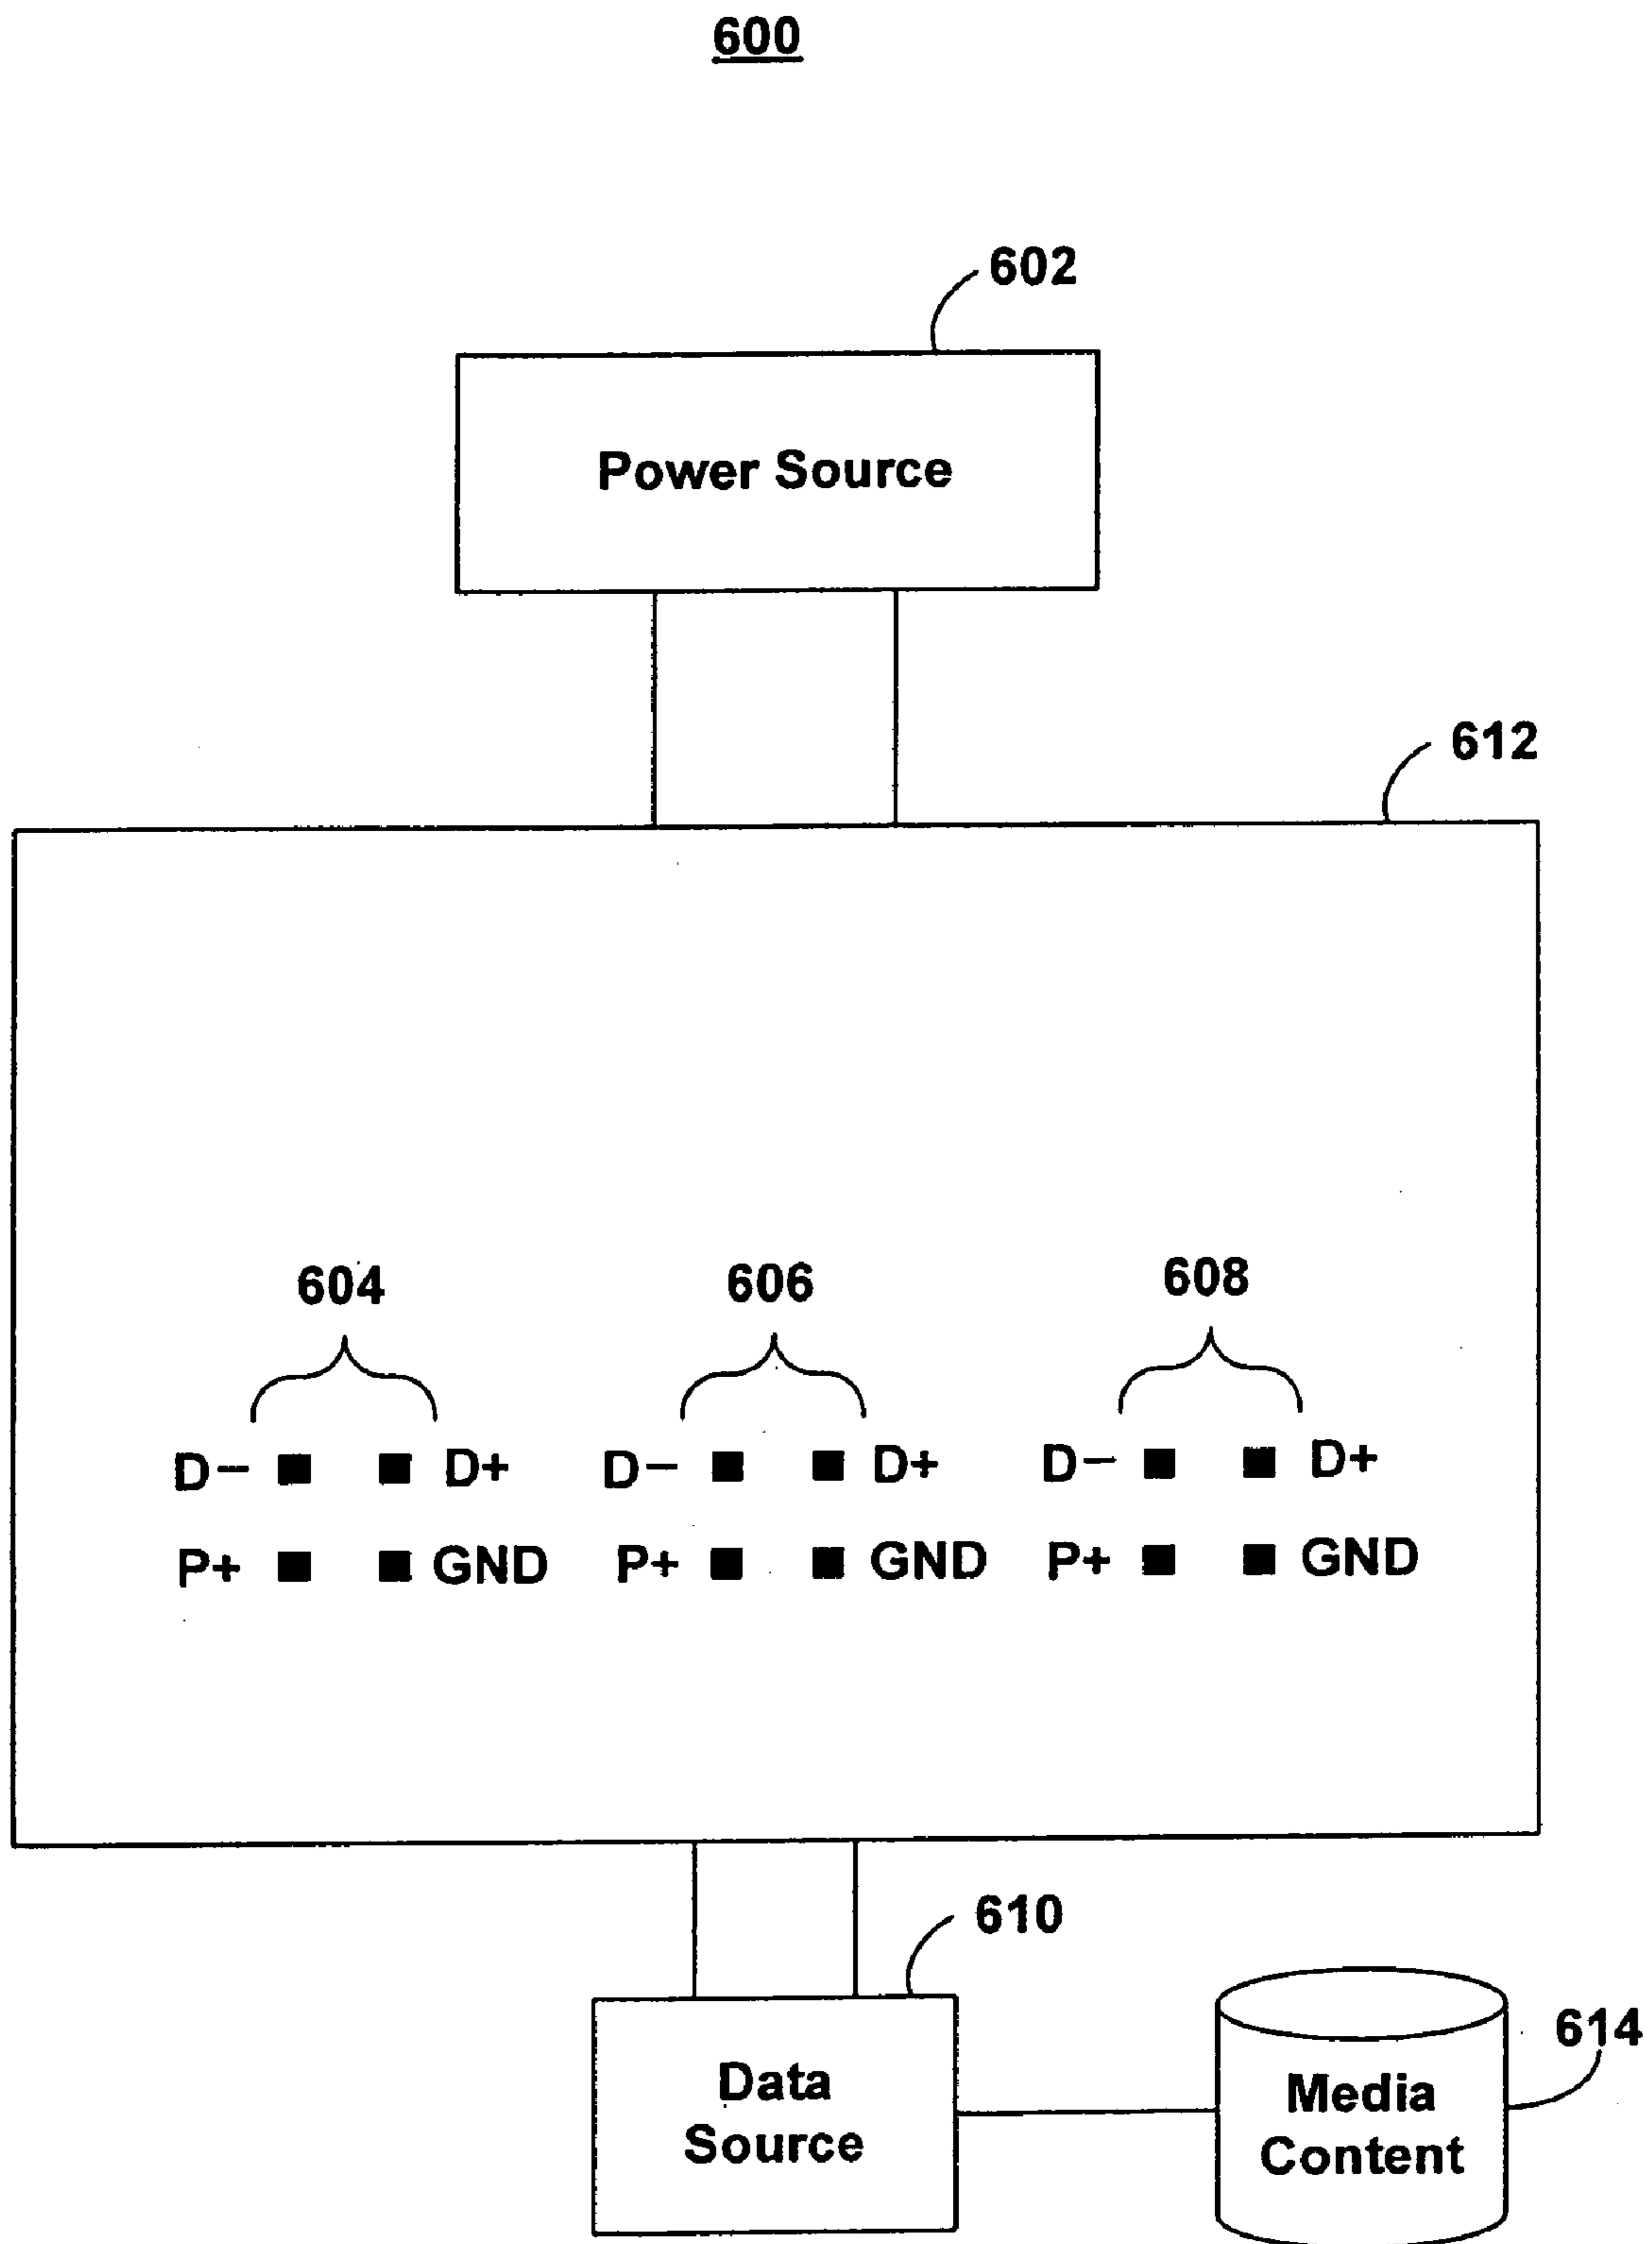 600
602
Power Source
612
604 606 608
D− D+ D− D+ D− D+
P+ GND P+ GND P+ GND
610
614
Data
Source
Media
Content